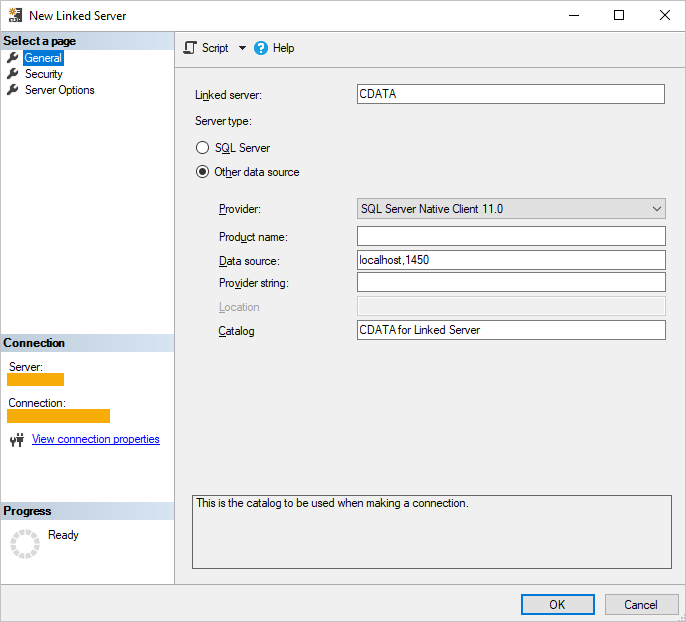 New Linked Server
Select a page
General
Security
Server Options
Script
Help
Linked server:
CDATA
Server type:
SQL Server
Other data source
Provider:
SQL Server Native Client 11.0
Product name:
Data source:
localhost,1450
Provider string:
Location
Catalog
CDATA for Linked Server
Connection
Server:
Connection:
View connection properties
Progress
Ready
This is the catalog to be used when making a connection.
OK
Cancel